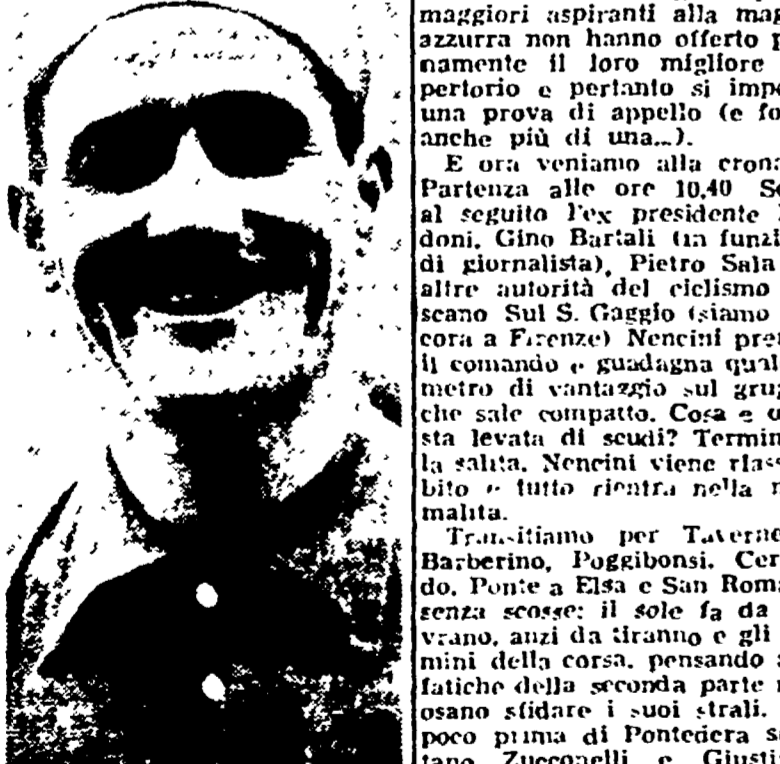 maggiori aspiranti alla mag
azzurra non hanno offerto p
namente il loro migliore
pertorio e pertanto si impo
una prova di appello (e fo
anche più di una...).
E ora veniamo alla crona
Partenza alle ore 10,40 So
al seguito l'ex presidente
doni, Gino Bartali (in funzi
di giornalista), Pietro Sala
altre autorità del ciclismo
scano Sul S. Gaggio (siamo
cora a Firenze) Nencini pre
il comando e guadagna qual
metro di vantaggio sul grup
che sale compatto. Cosa e
sta levata di scudi? Termin
la salita, Nencini viene rias
bito e tutto rientra nella
malita.
Transitiamo per Taverne
Barberino, Poggibonsi, Cer
do, Ponte a Elsa e San Roma
senza scosse: il sole fa da
vrano, anzi da tiranno e gli
mini della corsa, pensando a
fatiche della seconda parte
osano sfidare i suoi strali.
poco prima di Pontedera s
tano Zucconelli e Giusti